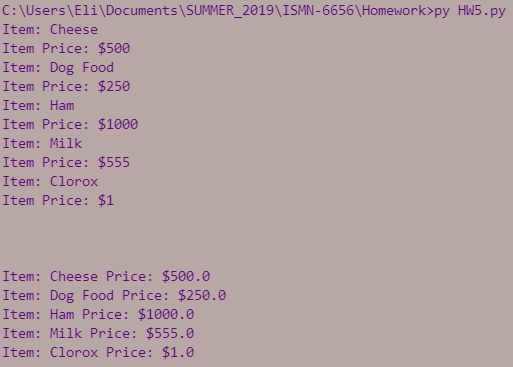 C:\Users\Eli\Documents\SUMMER_2019\ISMN-6656\Homework>py HW5.py
Item: Cheese
Item Price: $500
Item: Dog Food
Item Price: $250
Item: Ham
Item Price: $1000
Item: Milk
Item Price: $555
Item: Clorox
Item Price: $1
Item: Cheese Price: $500.0
Item: Dog Food Price: $250.0
Item: Ham Price: $1000.0
Item: Milk Price: $555.0
Item: Clorox Price: $1.0